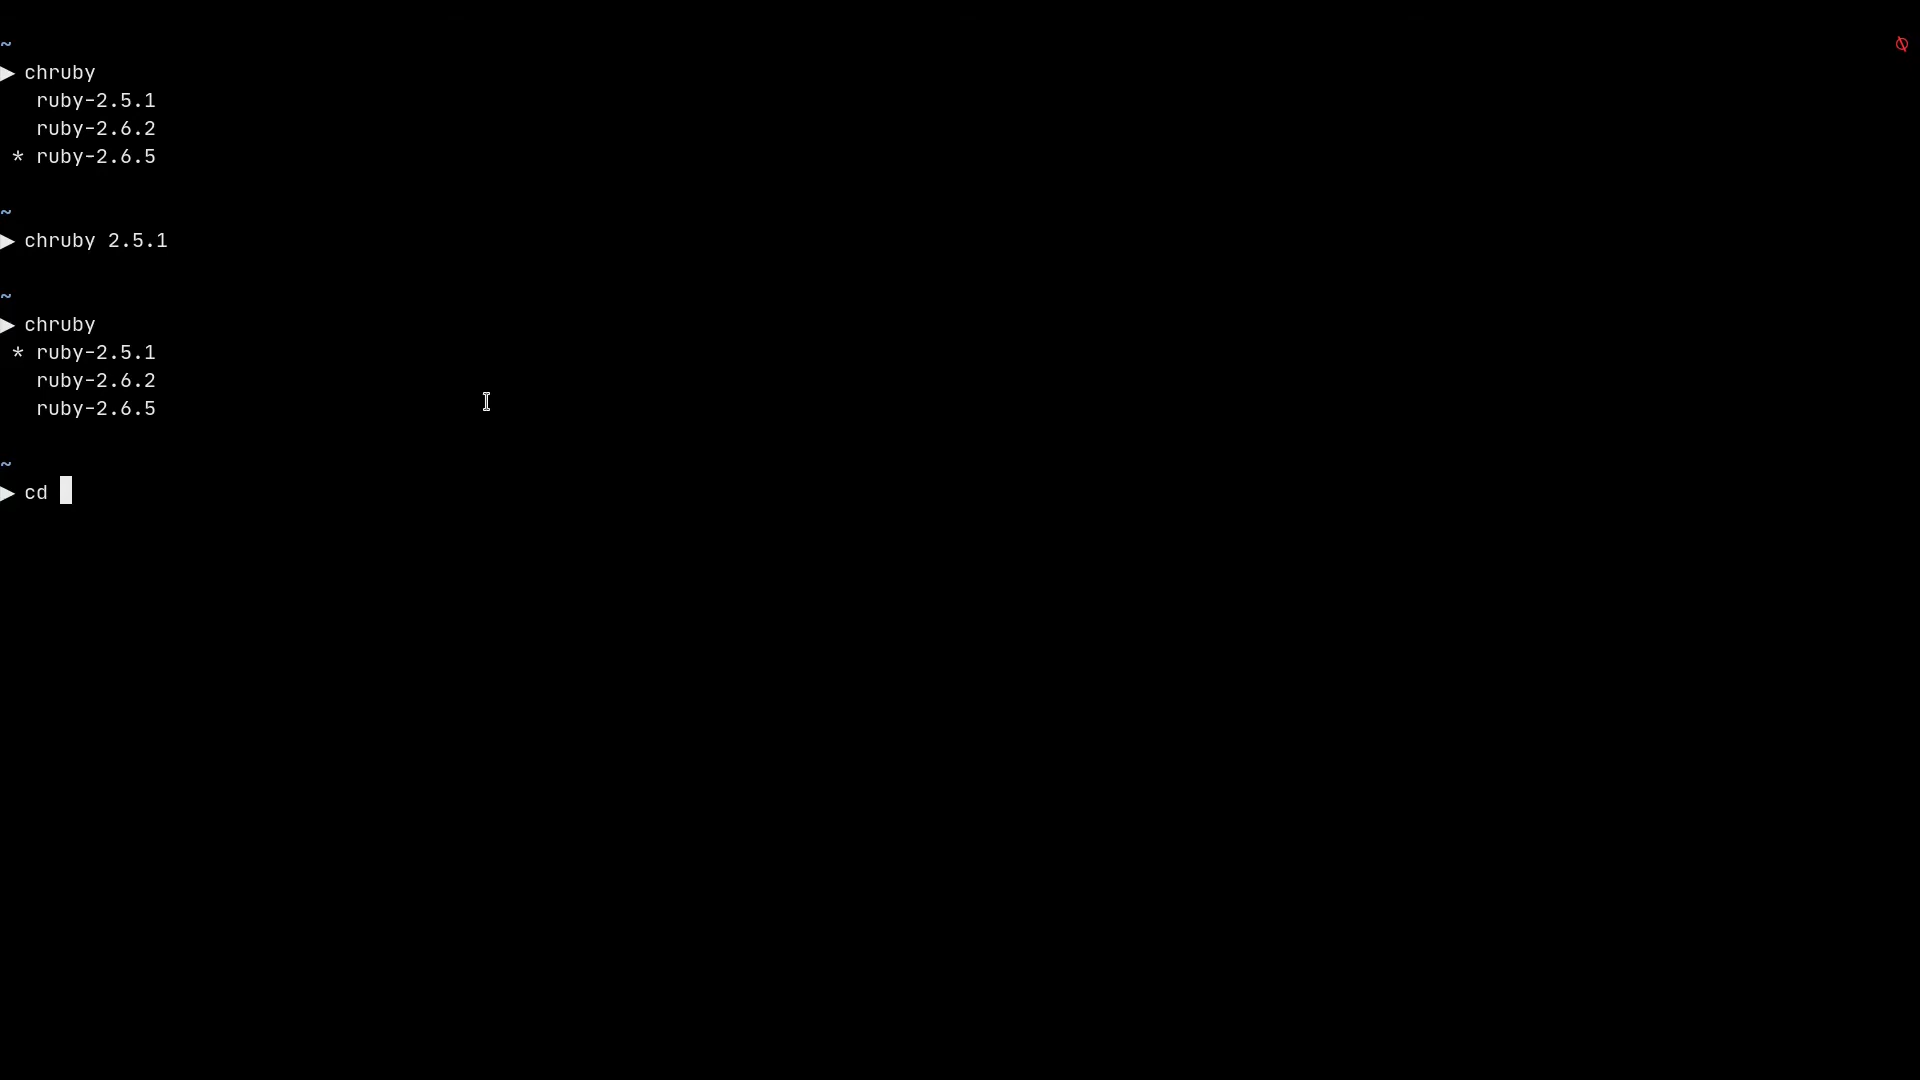 ~ ∅
▶ chruby
ruby-2.5.1
ruby-2.6.2
* ruby-2.6.5
~
▶ chruby 2.5.1
~
▶ chruby
* ruby-2.5.1
ruby-2.6.2
ruby-2.6.5
~
▶ cd